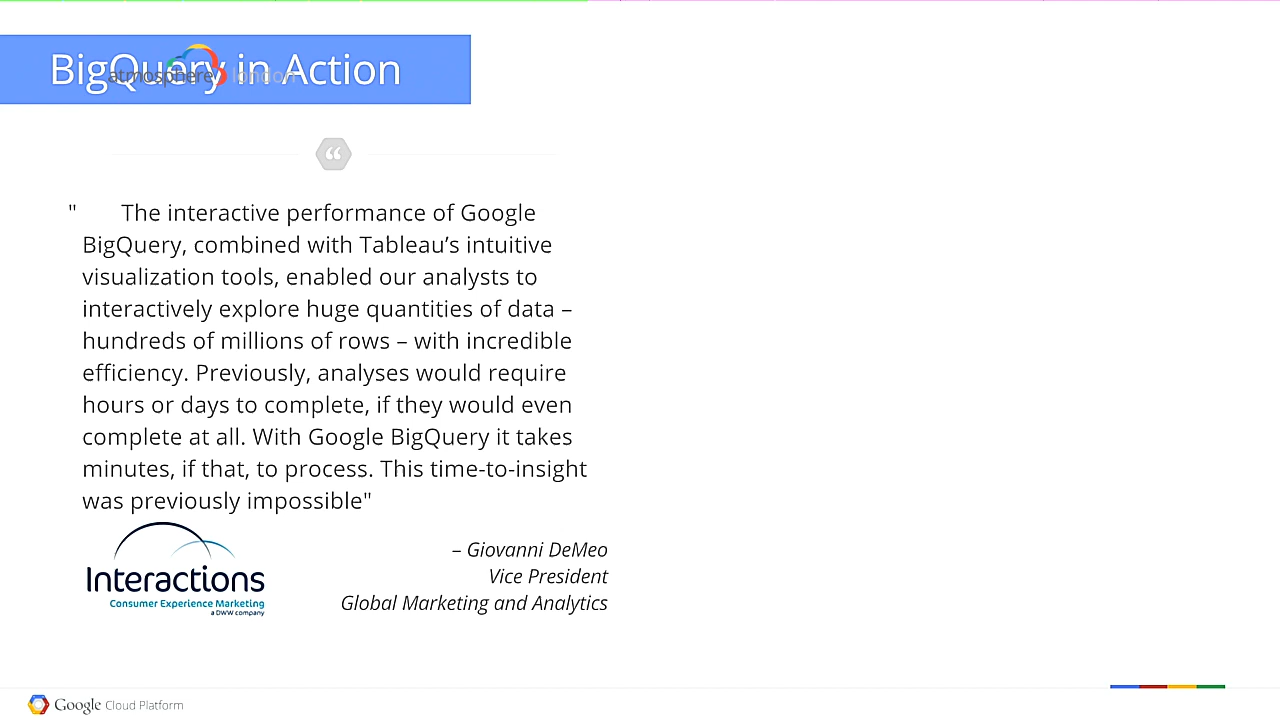 BigQuery in Action
atmosphere london
“
" The interactive performance of Google
BigQuery, combined with Tableau’s intuitive
visualization tools, enabled our analysts to
interactively explore huge quantities of data –
hundreds of millions of rows – with incredible
efficiency. Previously, analyses would require
hours or days to complete, if they would even
complete at all. With Google BigQuery it takes
minutes, if that, to process. This time-to-insight
was previously impossible"
– Giovanni DeMeo
Vice President
Global Marketing and Analytics
Interactions
Consumer Experience Marketing
a DWW company
Google Cloud Platform